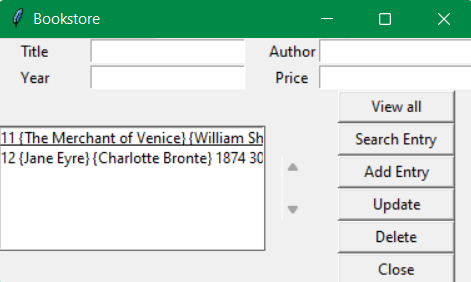 Bookstore
Title
Author
Year
Price
View all
Search Entry
Add Entry
Update
Delete
Close
11 {The Merchant of Venice} {William Sh
12 {Jane Eyre} {Charlotte Bronte} 1874 30